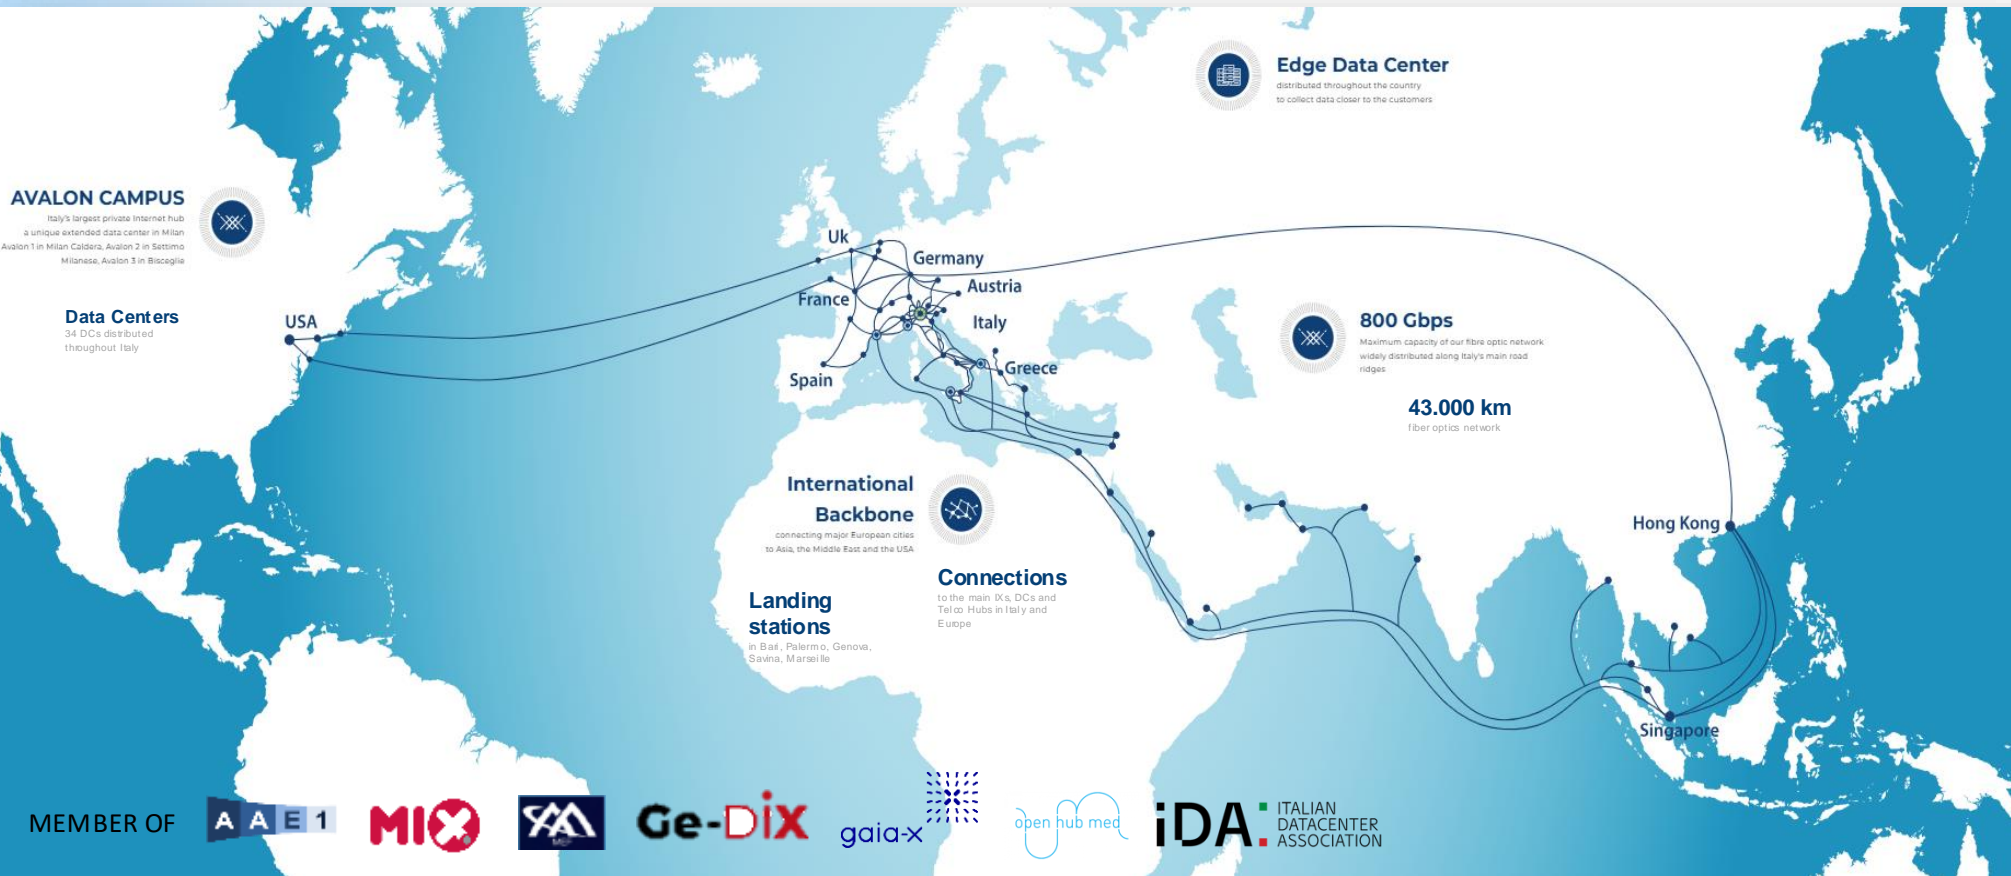 Edge Data Center
distributed throughout the country
to collect data closer to the customers
AVALON CAMPUS
Italy's largest private Internet hub
a unique extended data center in Milan
Avalon 1 in Milan Caldera, Avalon 2 in Settimo
Milanese, Avalon 3 in Bisceglie
Data Centers
34 DCs distributed
throughout Italy
USA
Uk
Germany
France
Austria
Italy
Spain
Greece
800 Gbps
Maximum capacity of our fibre optic network
widely distributed along Italy's main road
ridges
43.000 km
fiber optics network
International
Backbone
connecting major European cities
to Asia, the Middle East and the USA
Connections
to the main IXs, DCs and
Telco Hubs in Italy and
Europe
Landing
stations
in Bari, Palermo, Genova,
Savina, Marseille
Hong Kong
Singapore
MEMBER OF
AAE1
MIX
MEF
Ge-DiX
gaia-x
open hub med
iDA:
ITALIAN
DATACENTER
ASSOCIATION